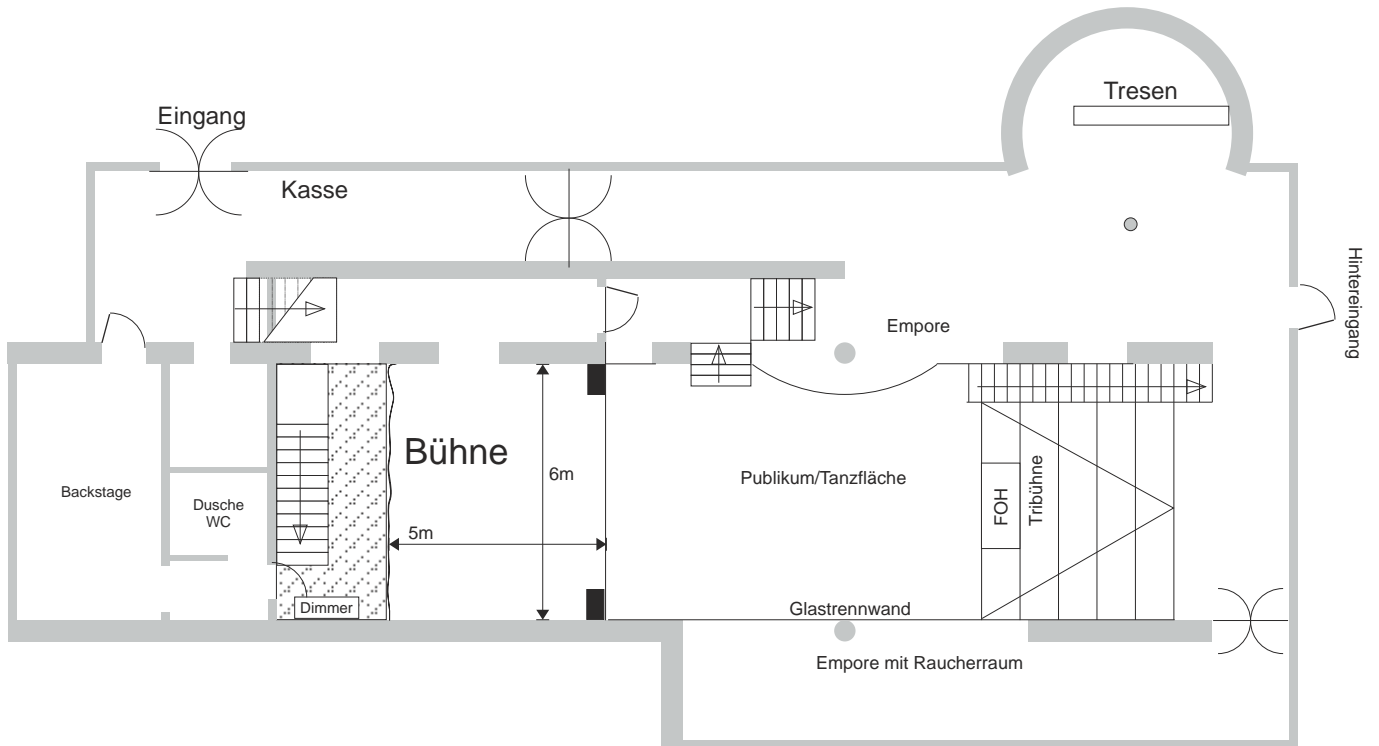 Tresen
Eingang
Kasse
Hintereingang
Empore
Bühne
6m
Publikum/Tanzfläche
Backstage
Dusche
WC
FOH
Tribühne
5m
Dimmer
Glastrennwand
Empore mit Raucherraum